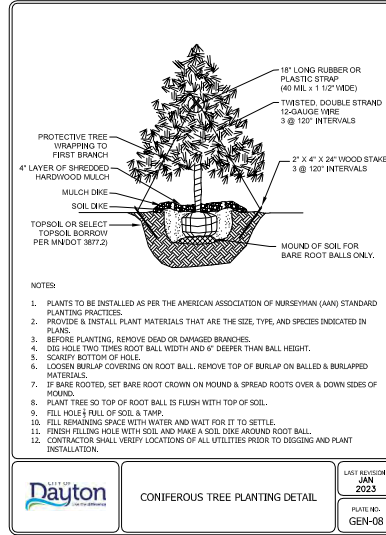 18" LONG RUBBER OR
PLASTIC STRAP
(40 MIL x 1 1/2" WIDE)
TWISTED, DOUBLE STRAND
12-GAUGE WIRE
3 @ 120° INTERVALS
PROTECTIVE TREE
WRAPPING TO
FIRST BRANCH
4" LAYER OF SHREDDED
HARDWOOD MULCH
2" X 4" X 24" WOOD STAKE
3 @ 120° INTERVALS
MULCH DIKE
SOIL DIKE
TOPSOIL OR SELECT
TOPSOIL BORROW
PER MN/DOT 3877.2)
MOUND OF SOIL FOR
BARE ROOT BALLS ONLY.
NOTES:
1. PLANTS TO BE INSTALLED AS PER THE AMERICAN ASSOCIATION OF NURSEYMAN (AAN) STANDARD
PLANTING PRACTICES.
2. PROVIDE & INSTALL PLANT MATERIALS THAT ARE THE SIZE, TYPE, AND SPECIES INDICATED IN
PLANS.
3. BEFORE PLANTING, REMOVE DEAD OR DAMAGED BRANCHES.
4. DIG HOLE TWO TIMES ROOT BALL WIDTH AND 6" DEEPER THAN BALL HEIGHT.
5. SCARIFY BOTTOM OF HOLE.
6. LOOSEN BURLAP COVERING ON ROOT BALL. REMOVE TOP OF BURLAP ON BALLED & BURLAPPED
MATERIALS.
7. IF BARE ROOTED, SET BARE ROOT CROWN ON MOUND & SPREAD ROOTS OVER & DOWN SIDES OF
MOUND.
8. PLANT TREE SO TOP OF ROOT BALL IS FLUSH WITH TOP OF SOIL.
9. FILL HOLE FULL OF SOIL & TAMP.
10. FILL REMAINING SPACE WITH WATER AND WAIT FOR IT TO SETTLE.
11. FINISH FILLING HOLE WITH SOIL AND MAKE A SOIL DIKE AROUND ROOT BALL.
12. CONTRACTOR SHALL VERIFY LOCATIONS OF ALL UTILITIES PRIOR TO DIGGING AND PLANT
INSTALLATION.
CITY OF
Dayton
CONIFEROUS TREE PLANTING DETAIL
LAST REVISION
JAN
2023
PLATE NO.
GEN-08